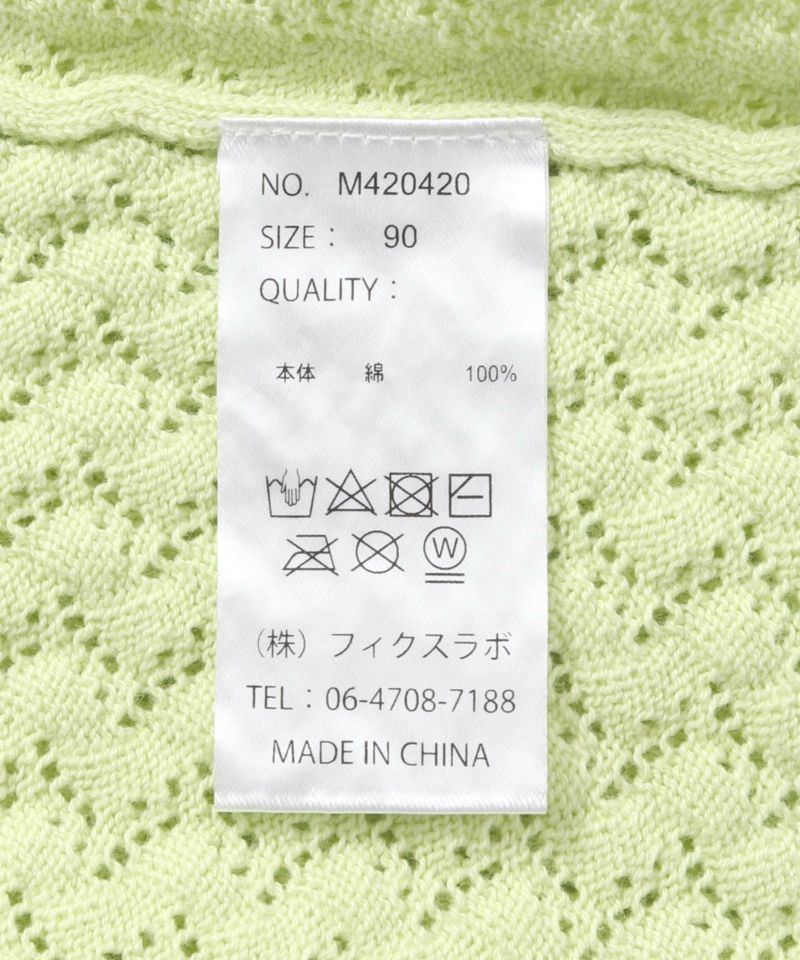 NO. M420420
SIZE： 90
QUALITY：
本体 綿 100%
W
（株）フィクスラボ
TEL：06-4708-7188
MADE IN CHINA